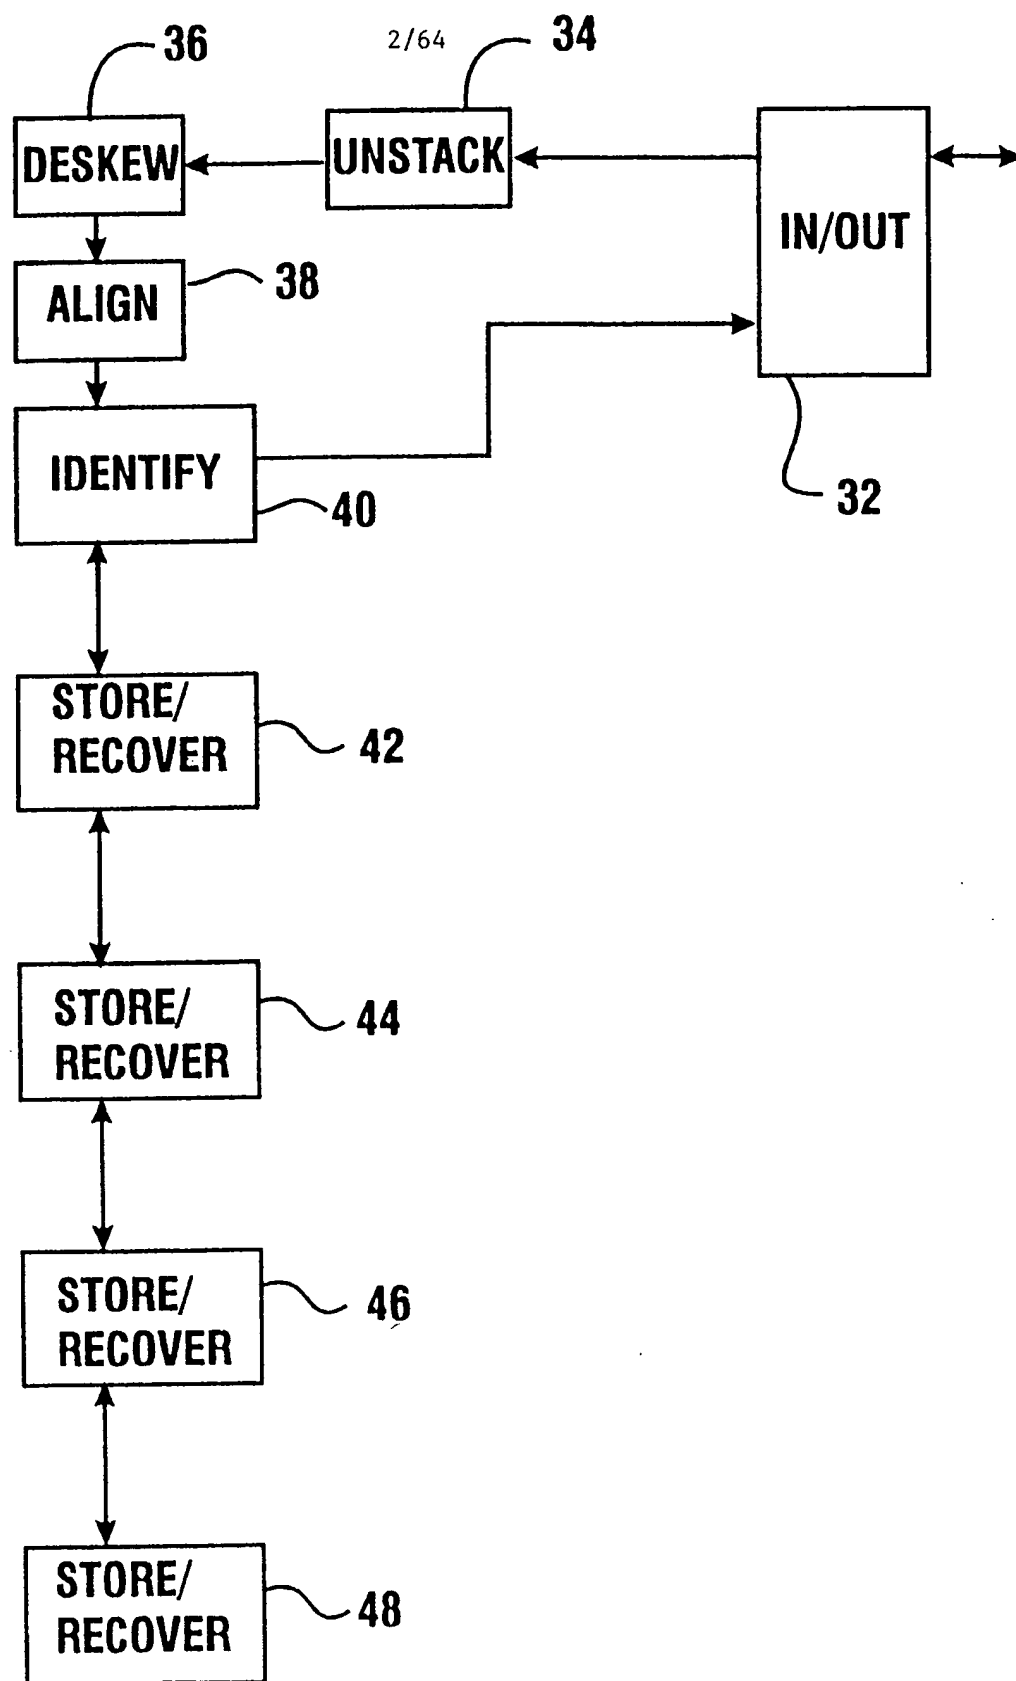 2/64
36
34
DESKEW
UNSTACK
IN/OUT
ALIGN
38
IDENTIFY
40
32
STORE/
RECOVER
42
STORE/
RECOVER
44
STORE/
RECOVER
46
STORE/
RECOVER
48